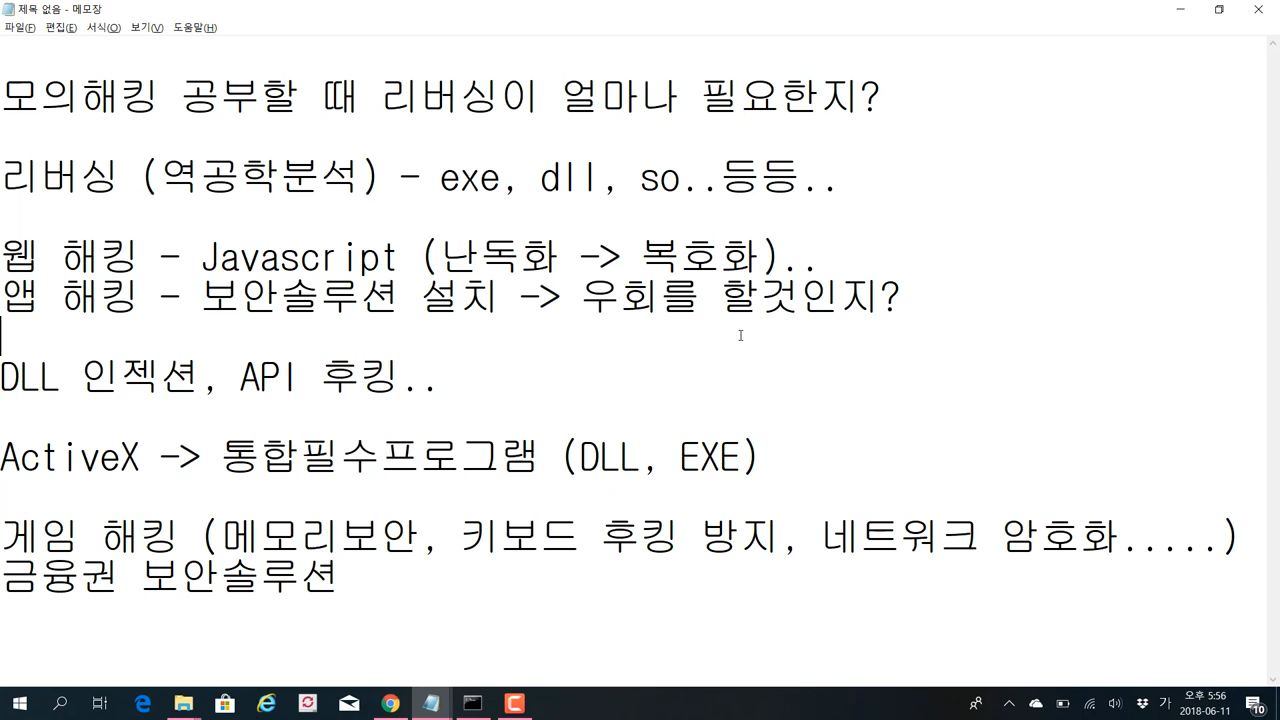 제목 없음 - 메모장
파일(F) 편집(E) 서식(O) 보기(V) 도움말(H)
모의해킹 공부할 때 리버싱이 얼마나 필요한지?
리버싱 (역공학분석) - exe, dll, so..등등..
웹 해킹 - Javascript (난독화 -> 복호화)..
앱 해킹 - 보안솔루션 설치 -> 우회를 할것인지?
DLL 인젝션, API 후킹..
ActiveX -> 통합필수프로그램 (DLL, EXE)
게임 해킹 (메모리보안, 키보드 후킹 방지, 네트워크 암호화.....)
금융권 보안솔루션
가 오후 5:56
2018-06-11
10